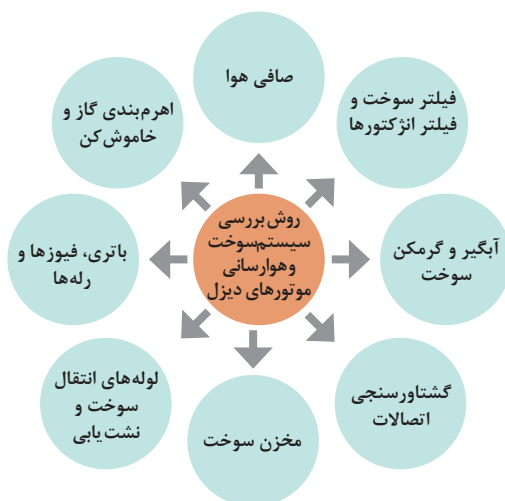 صافی هوا
فیلتر سوخت و
فیلتر انژکتورها
آبگیر و گرمکن
سوخت
گشتاورسنجی
اتصالات
مخزن سوخت
لوله‌های انتقال
سوخت و
نشت یابی
باتری، فیوزها و
رله‌ها
اهرم‌بندی گاز و
خاموش‌کن
روش بررسی
سیستم‌سوخت
وهوارسانی
موتورهای دیزل